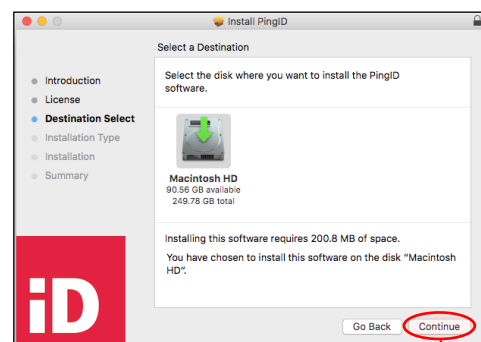 Install PingID
Select a Destination
Introduction
License
Destination Select
Installation Type
Installation
Summary
Select the disk where you want to install the PingID
software.
Macintosh HD
90.56 GB available
249.78 GB total
Installing this software requires 200.8 MB of space.
You have chosen to install this software on the disk “Macintosh
HD”.
iD
Go Back
Continue